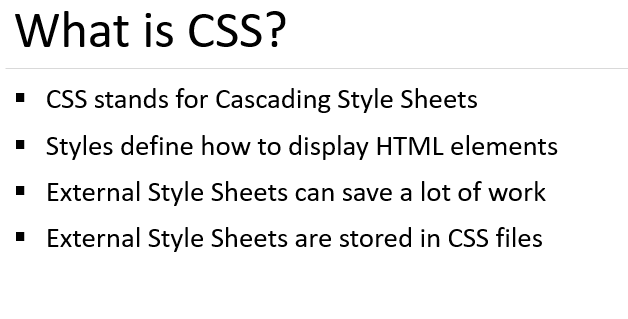 What is CSS?
▪ CSS stands for Cascading Style Sheets
▪ Styles define how to display HTML elements
▪ External Style Sheets can save a lot of work
▪ External Style Sheets are stored in CSS files